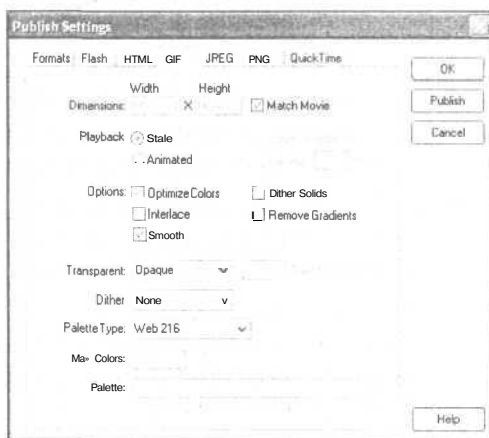 Publish Settings
Formats Flash HTML GIF JPEG PNG QuickTime
OK
Width Height
Dimensions: X Match Movie
Publish
Cancel
Playback Stale
Animated
Options: Optimize Colors Dither Solids
Interlace Remove Gradients
Smooth
Transparent: Opaque
Dither None
Palette Type: Web 216
Ma» Colors:
Palette:
Help